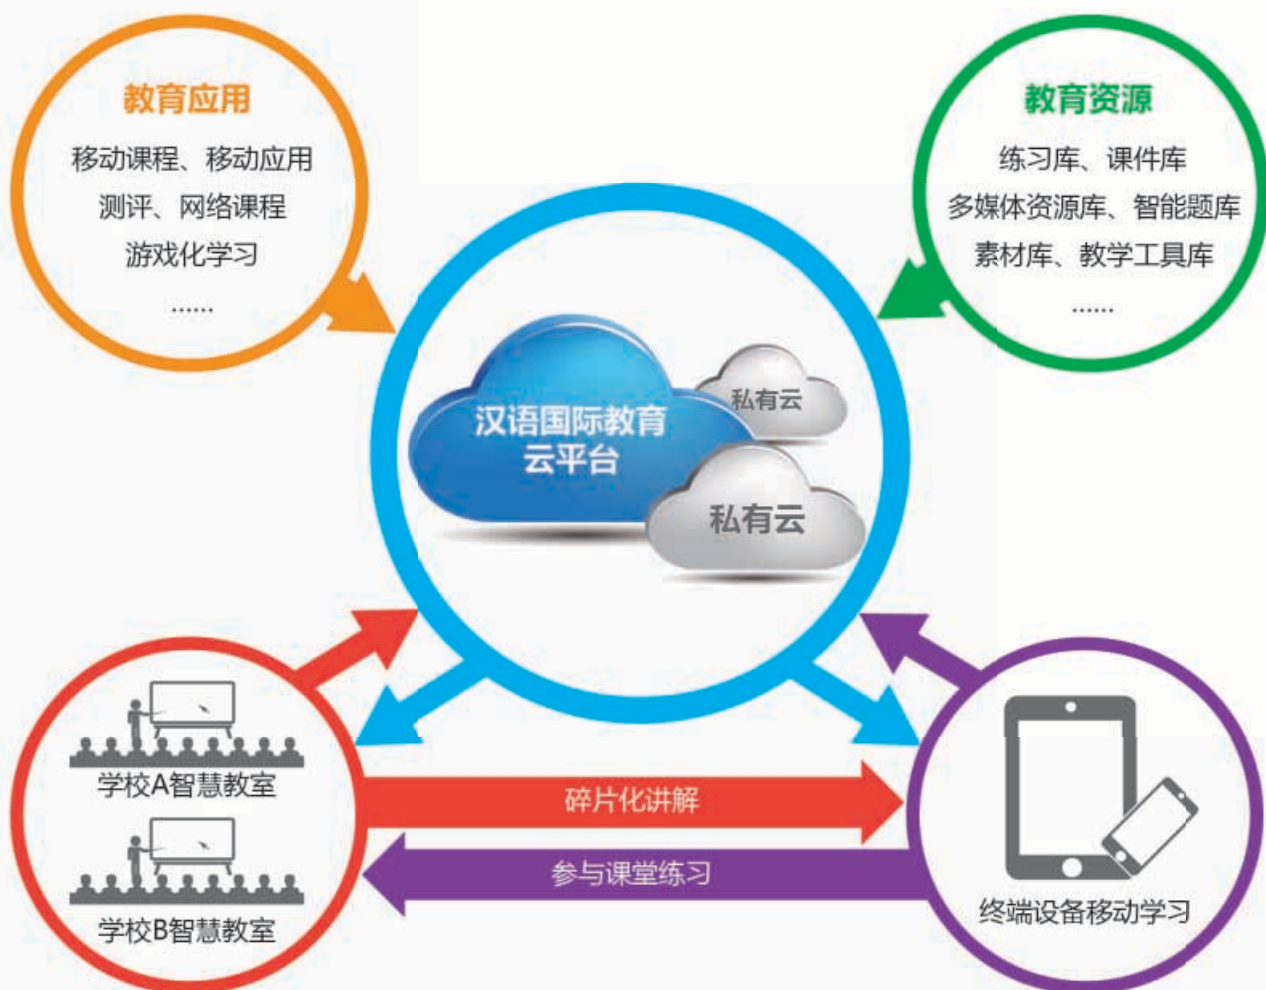 教育应用
移动课程、移动应用
测评、网络课程
游戏化学习
……
教育资源
练习库、课件库
多媒体资源库、智能题库
素材库、教学工具库
……
汉语国际教育
云平台
私有云
私有云
学校A智慧教室
学校B智慧教室
碎片化讲解
参与课堂练习
终端设备移动学习